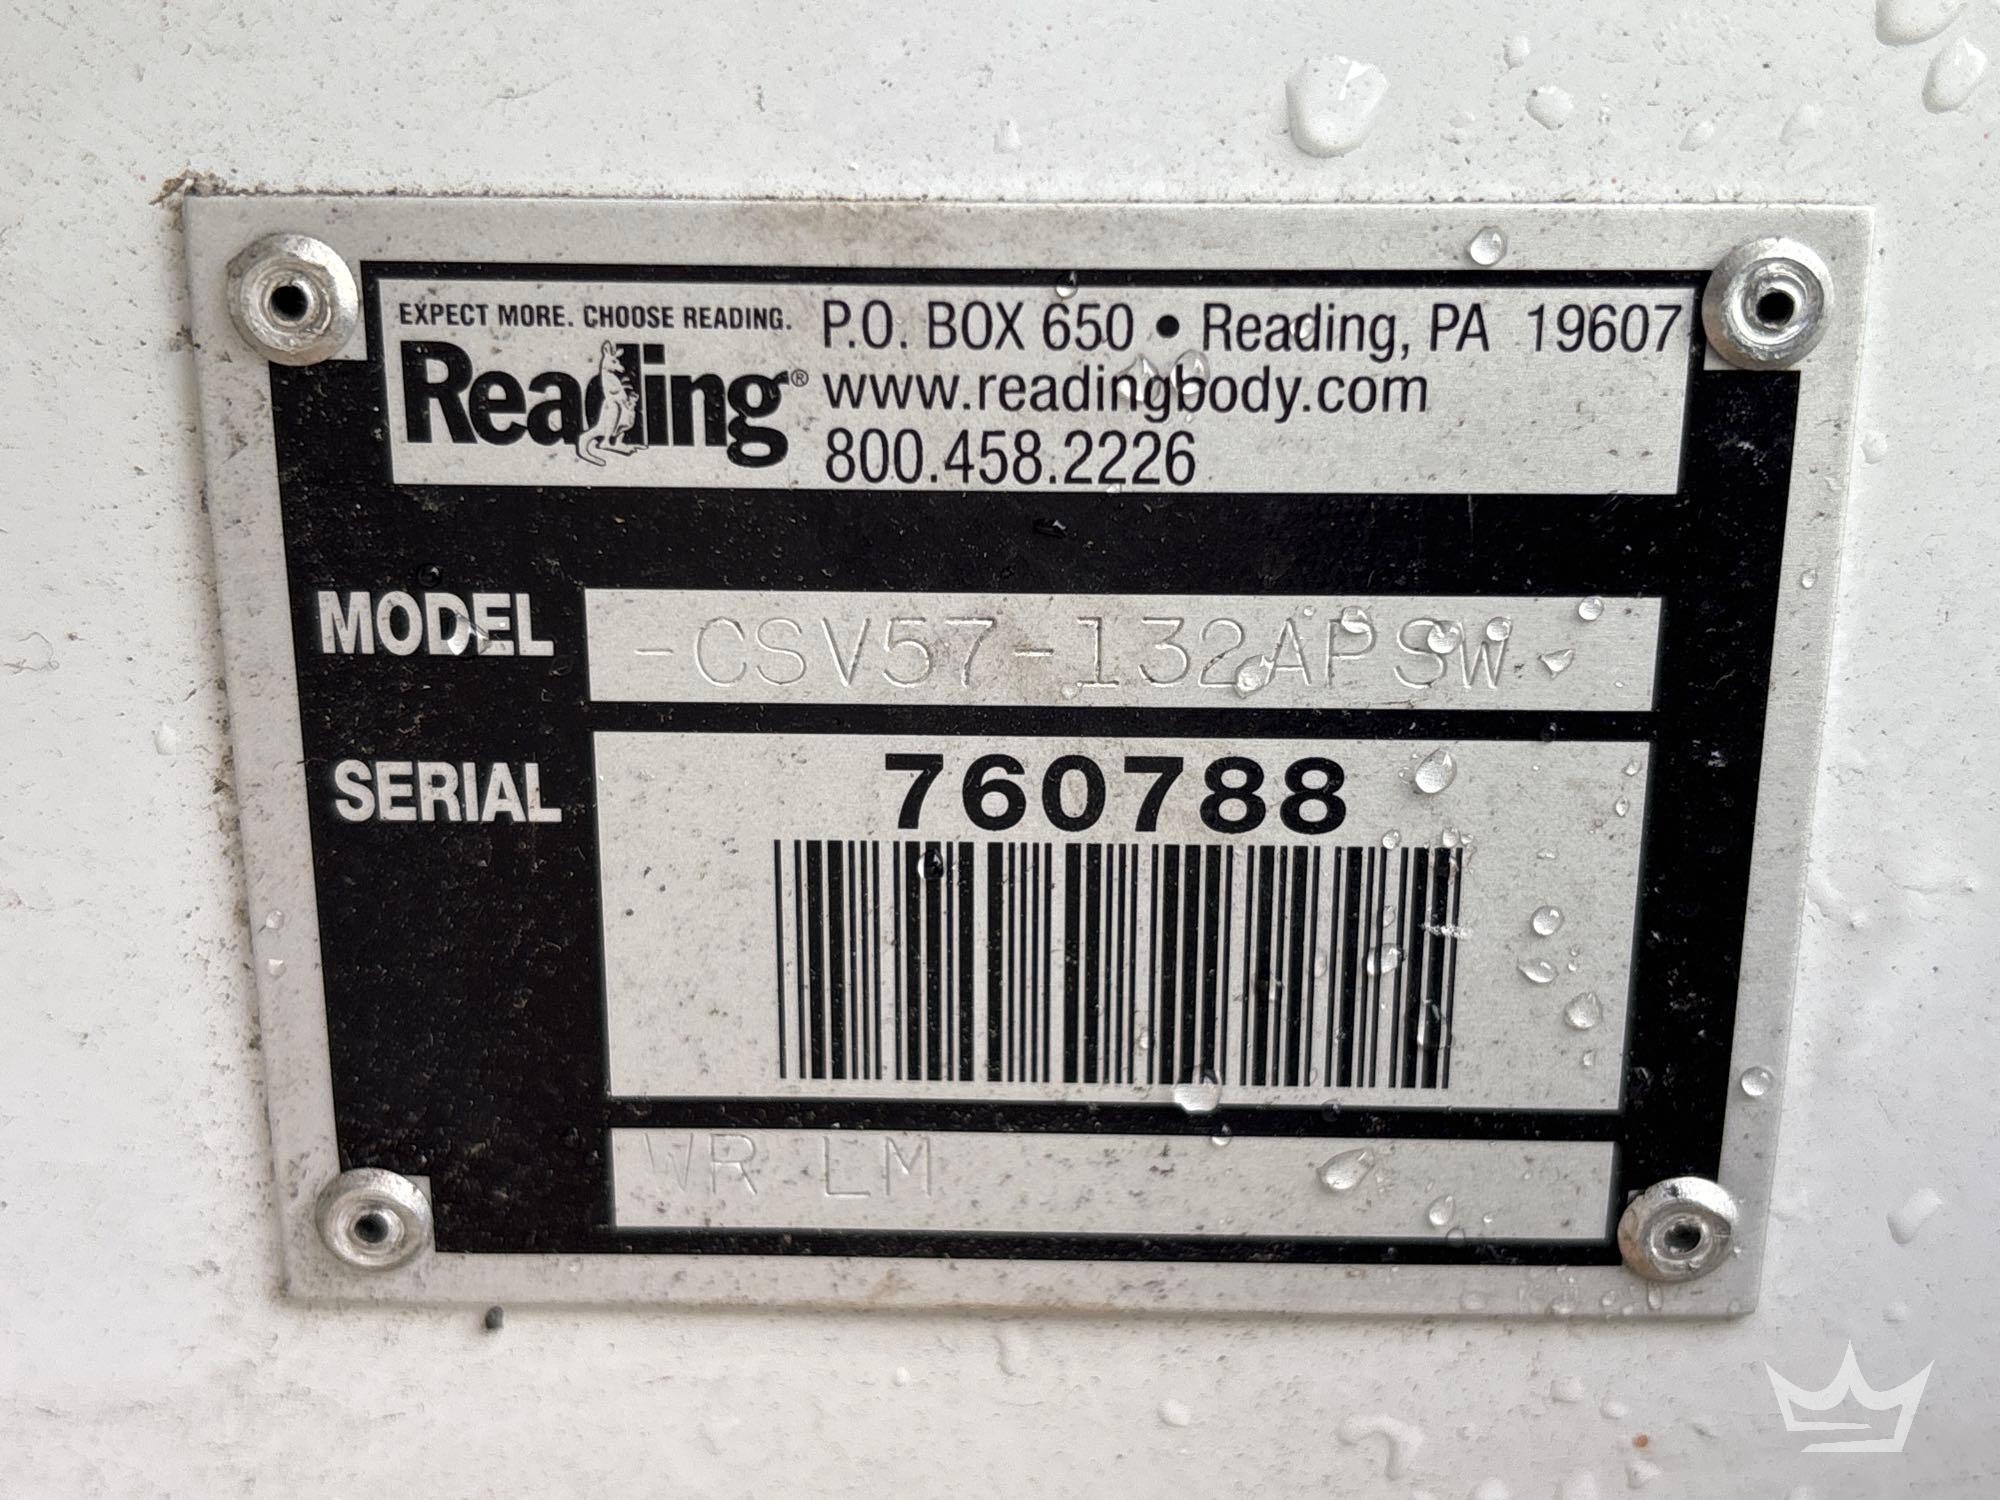 EXPECT MORE. CHOOSE READING.
Reading®
P.O. BOX 650 • Reading, PA 19607
www.readingbody.com
800.458.2226
MODEL -CSV57-132APSW-
SERIAL 760788
WR LM